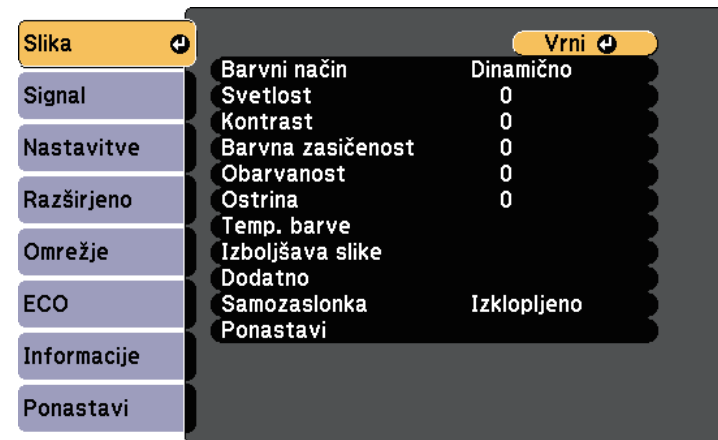 Slika
Signal
Nastavitve
Razširjeno
Omrežje
ECO
Informacije
Ponastavi
Vrni
Barvni način Dinamično
Svetlost 0
Kontrast 0
Barvna zasičenost 0
Obarvanost 0
Ostrina 0
Temp. barve
Izboljšava slike
Dodatno
Samozaslonka Izklopljeno
Ponastavi